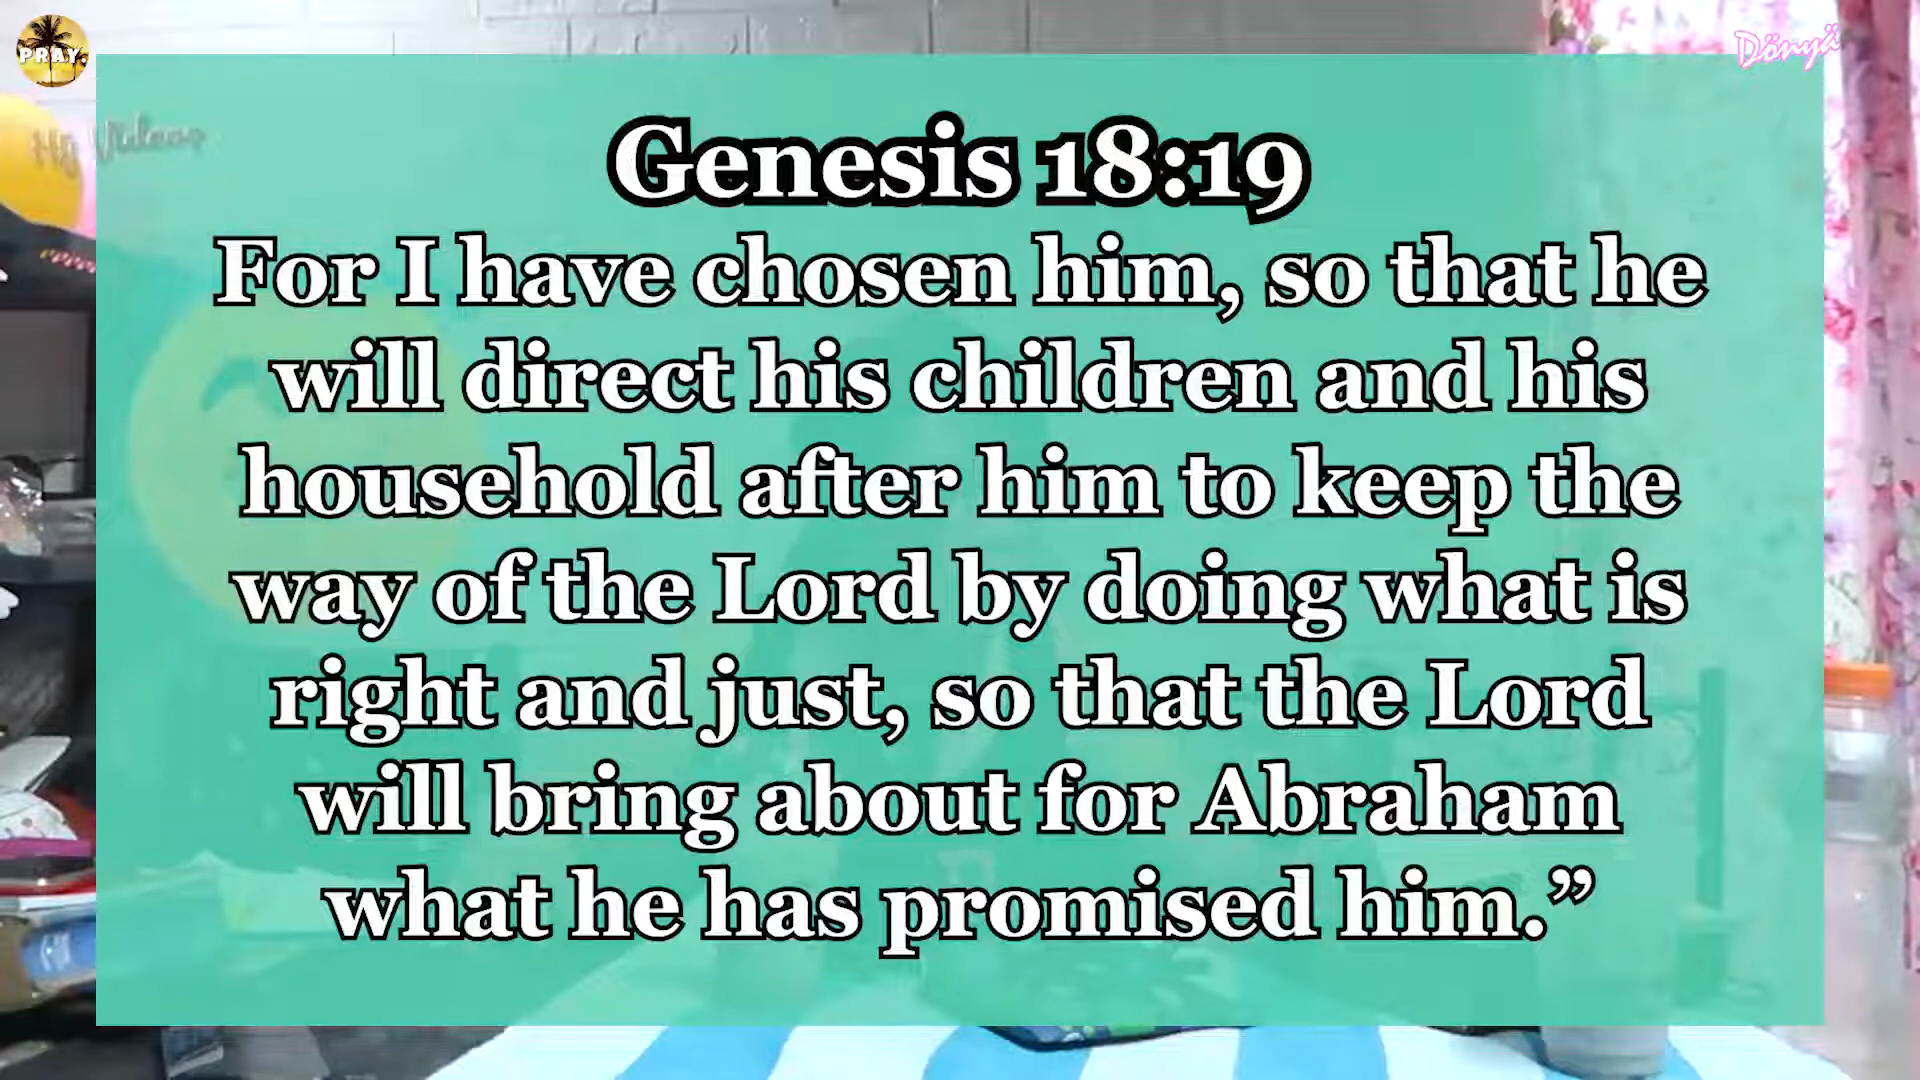 PRAY.
Dönyä
Hj Videos
Genesis 18:19
For I have chosen him, so that he
will direct his children and his
household after him to keep the
way of the Lord by doing what is
right and just, so that the Lord
will bring about for Abraham
what he has promised him.”